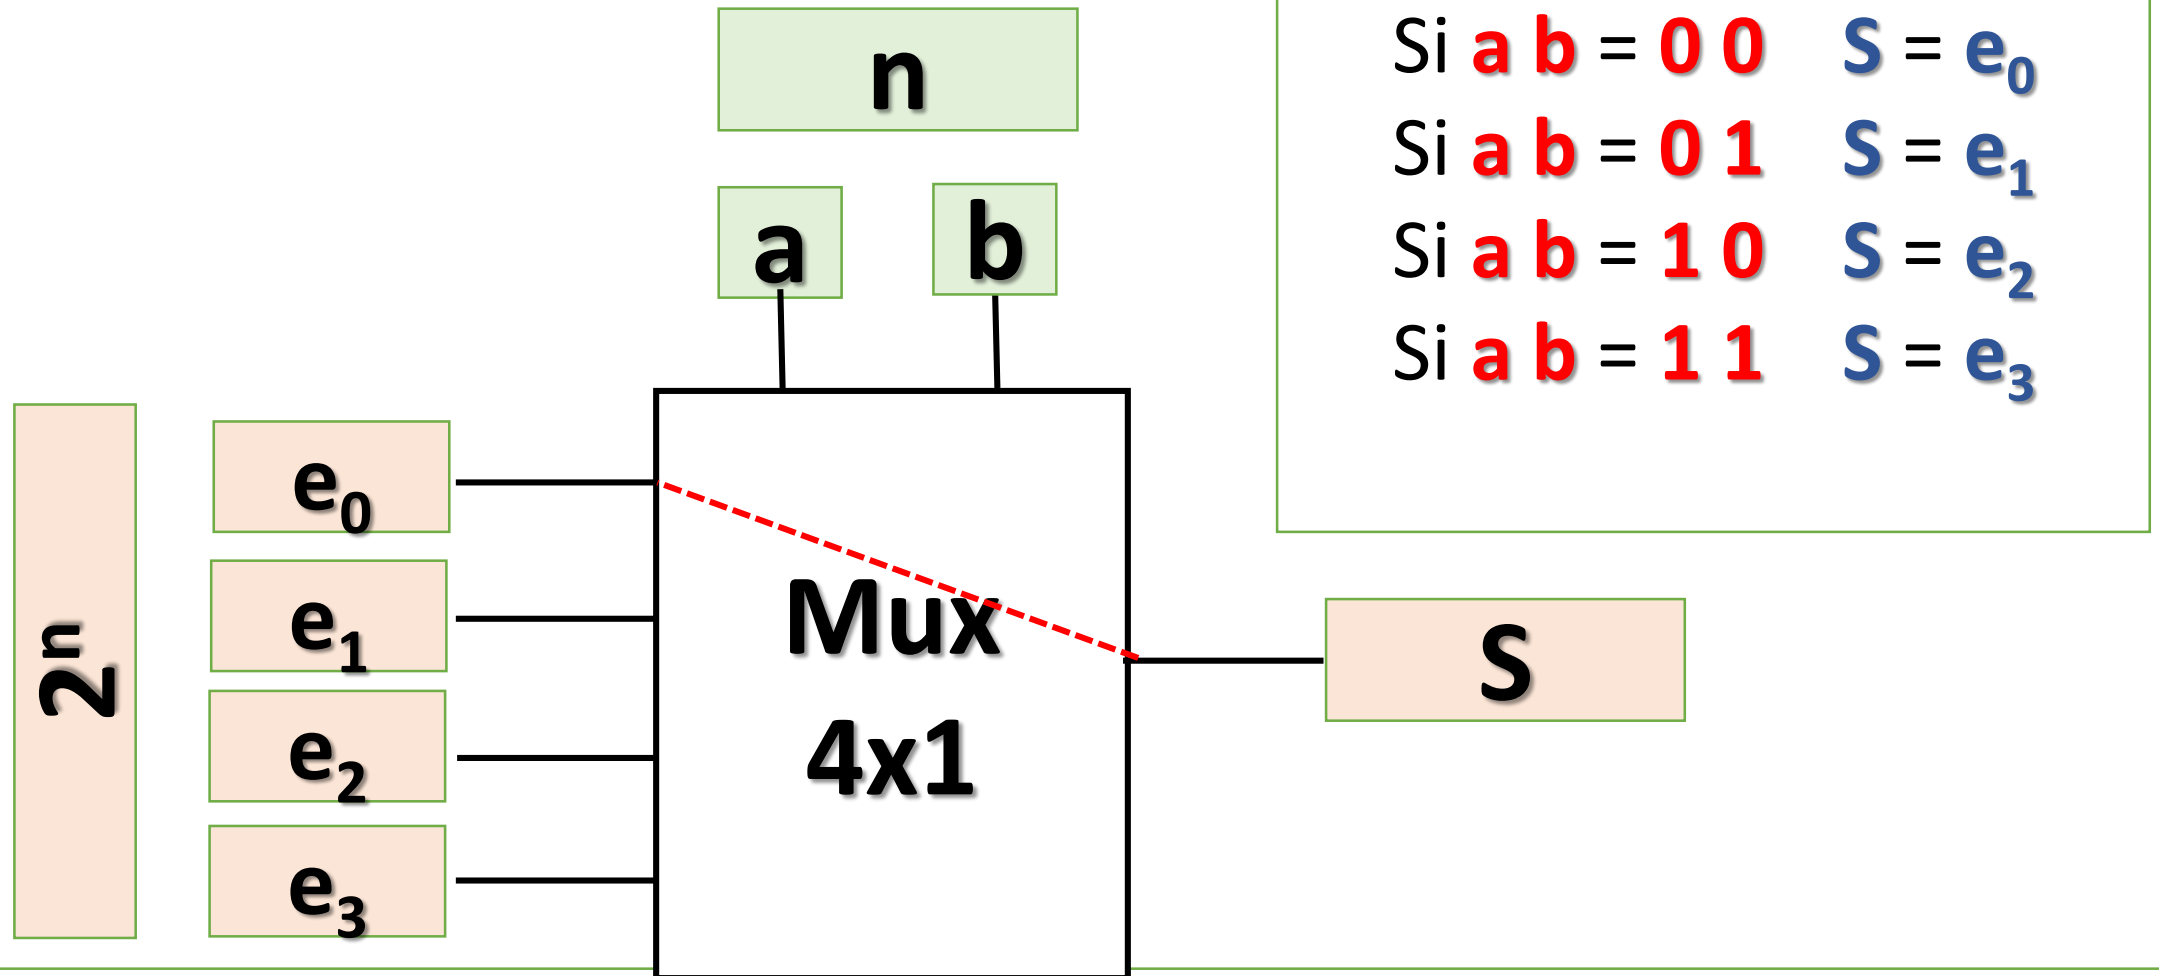 n
a b
Si a b = 0 0 S = e₀
Si a b = 0 1 S = e₁
Si a b = 1 0 S = e₂
Si a b = 1 1 S = e₃
2ⁿ
e₀
e₁
e₂
e₃
Mux
4x1
S